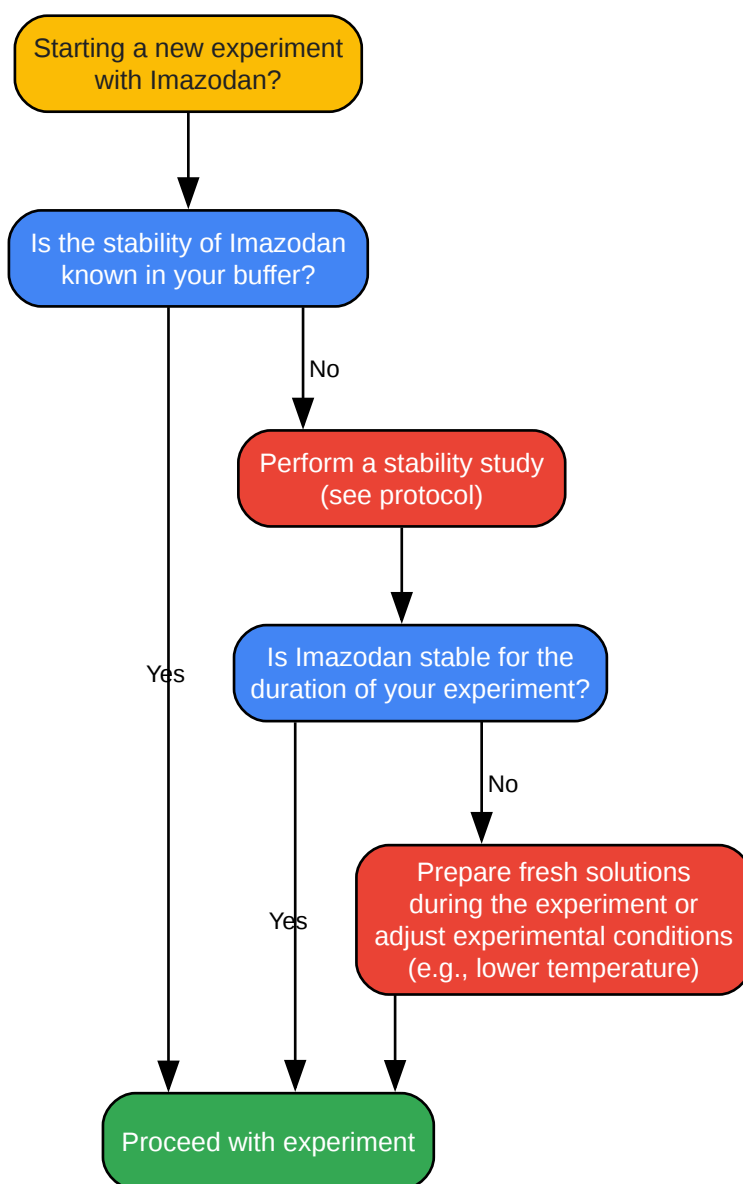 Starting a new experiment
with Imazodan?
Is the stability of Imazodan
known in your buffer?
No
Perform a stability study
(see protocol)
Is Imazodan stable for the
duration of your experiment?
Yes
No
Prepare fresh solutions
during the experiment or
adjust experimental conditions
(e.g., lower temperature)
Yes
Proceed with experiment